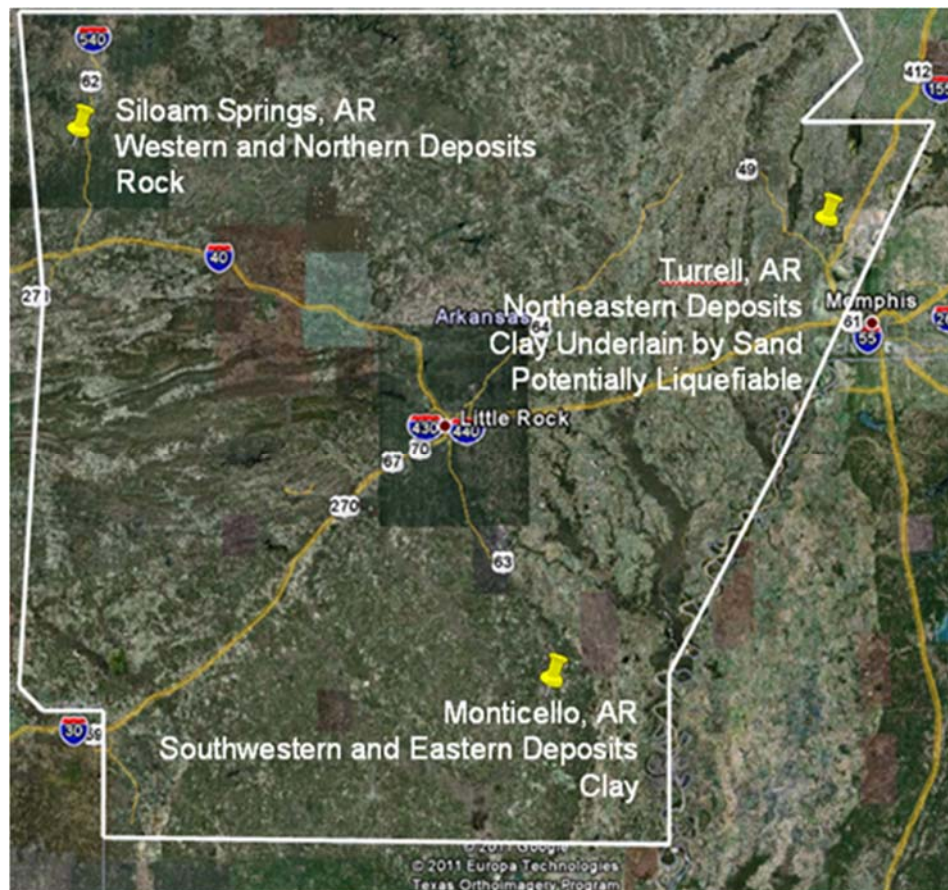 540
62
412
155
Siloam Springs, AR
Western and Northern Deposits
Rock
49
40
271
Turrell, AR
Northeastern Deposits
Clay Underlain by Sand
Potentially Liquefiable
Memphis
61
55
Arkansas
64
Little Rock
430
440
70
67
270
63
Monticello, AR
Southwestern and Eastern Deposits
Clay
30
59
© 2011 Google
© 2011 Europa Technologies
Texas Orthoimagery Program